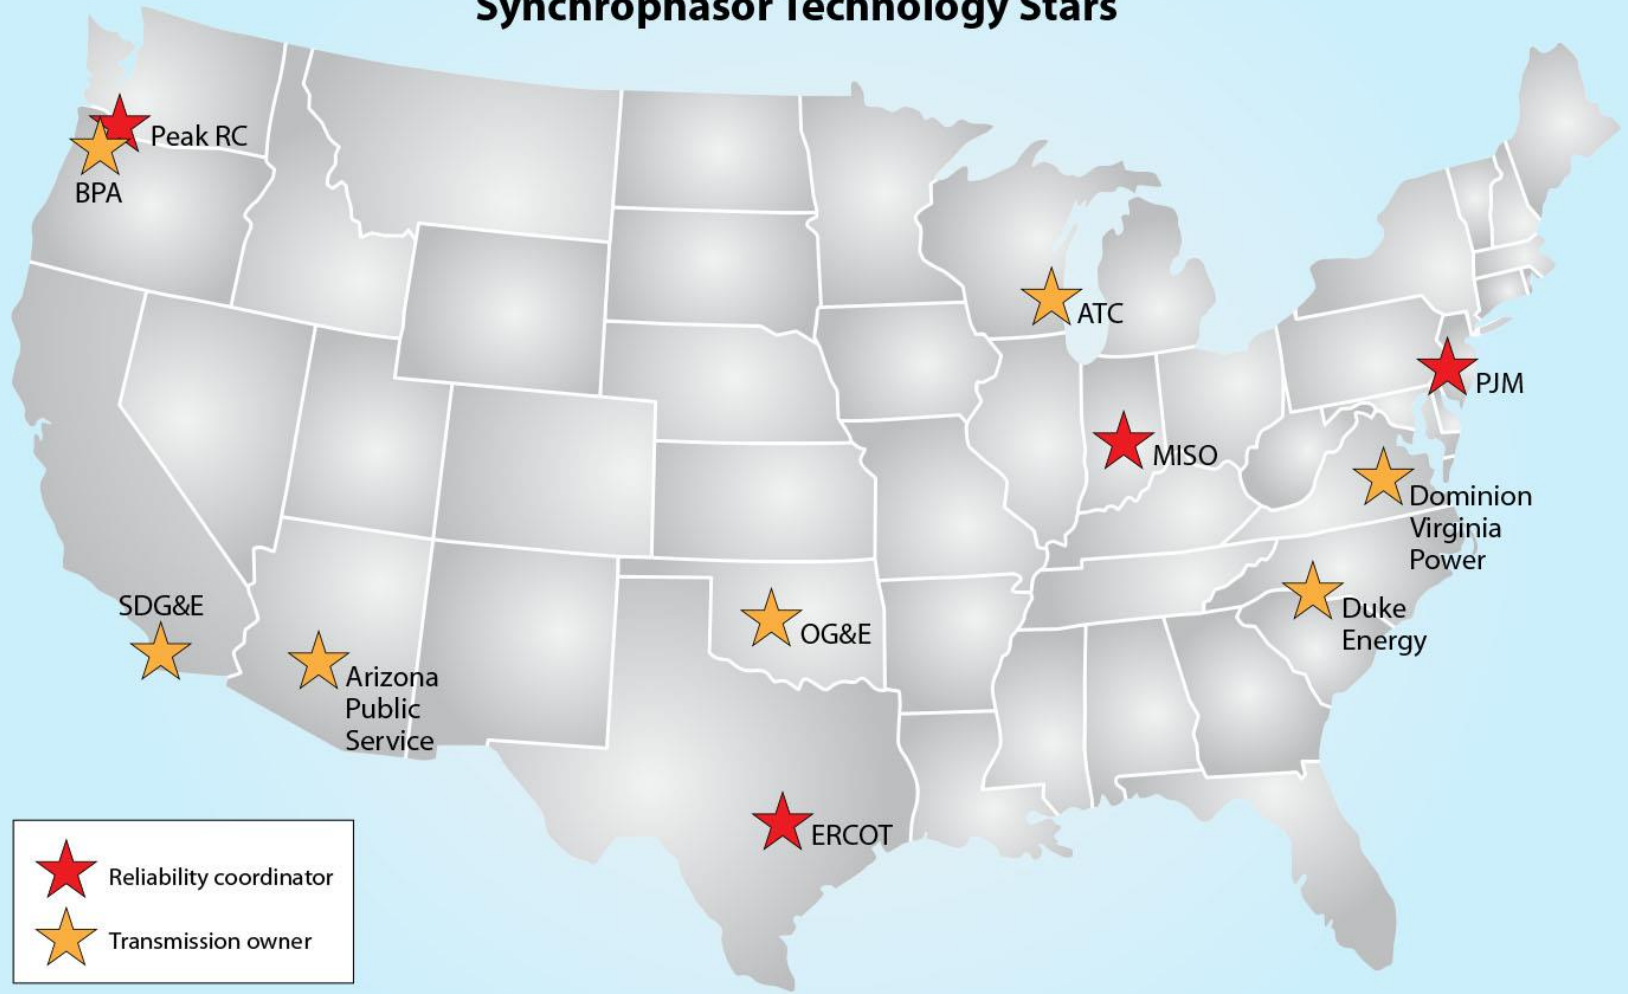 Synchrophasor Technology Stars
Peak RC
BPA
ATC
PJM
MISO
Dominion
Virginia
Power
SDG&E
Duke
Energy
OG&E
Arizona
Public
Service
ERCOT
Reliability coordinator
Transmission owner